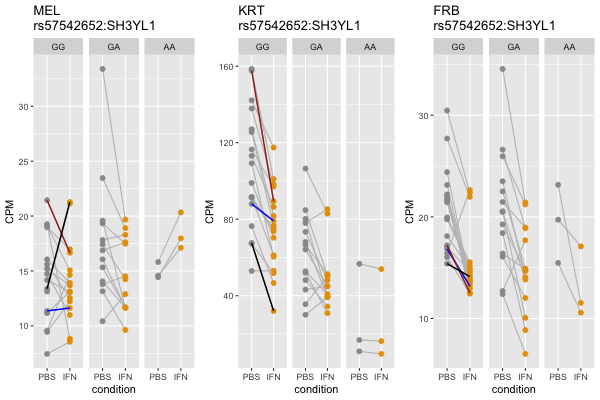 MEL
rs57542652:SH3YL1
GG GA AA
CPM
30
25
20
15
10
PBS IFN PBS IFN PBS IFN
condition
KRT
rs57542652:SH3YL1
GG GA AA
CPM
160
120
80
40
PBS IFN PBS IFN PBS IFN
condition
FRB
rs57542652:SH3YL1
GG GA AA
CPM
30
20
10
PBS IFN PBS IFN PBS IFN
condition